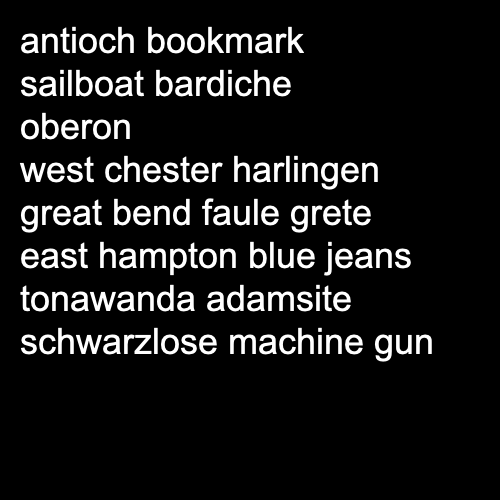 antioch bookmark
sailboat bardiche
oberon
west chester harlingen
great bend faule grete
east hampton blue jeans
tonawanda adamsite
schwarzlose machine gun